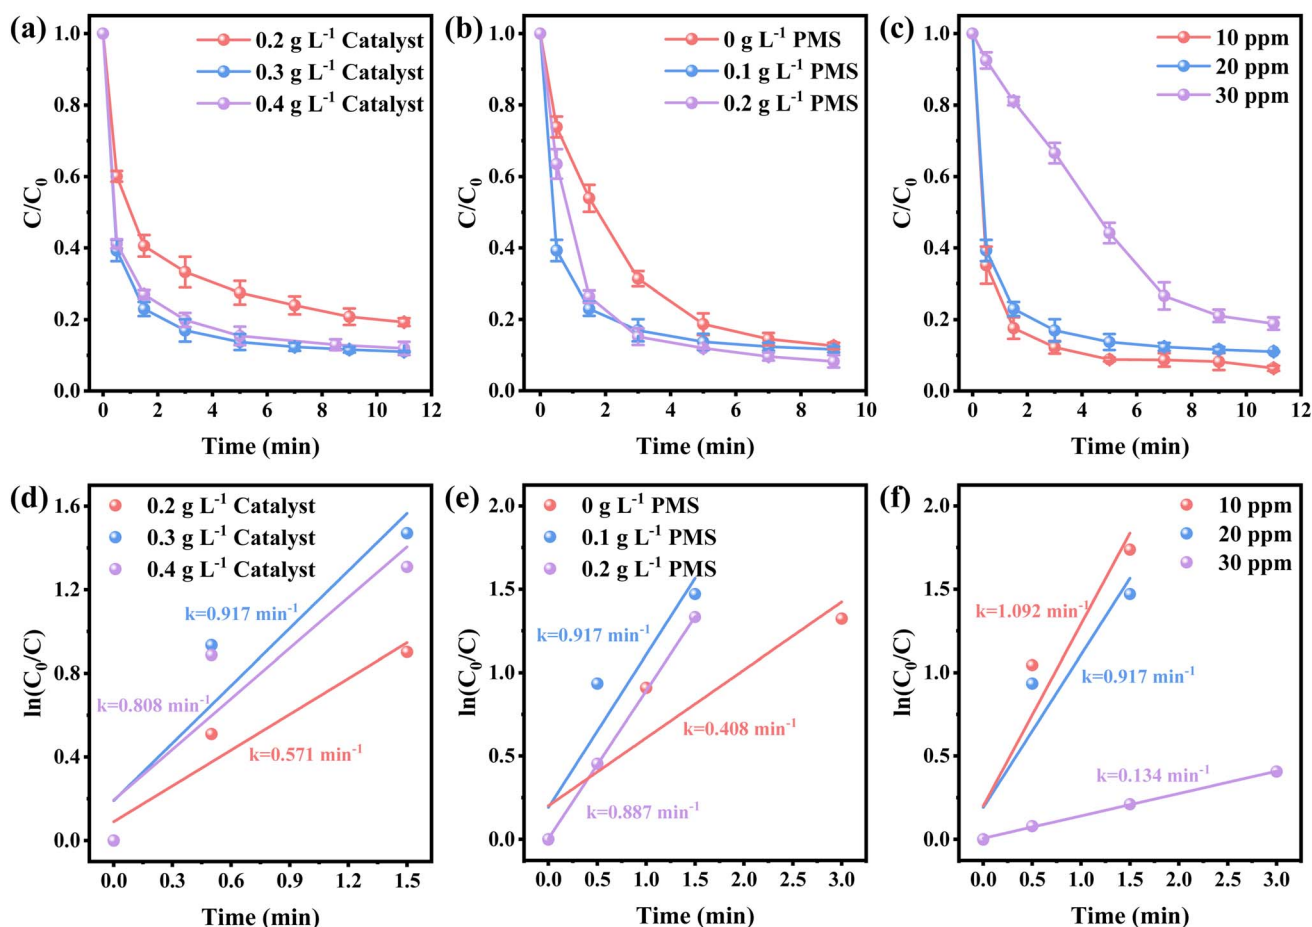 (a)
1.0
0.8
0.6
0.4
0.2
0.0
C/C₀
0.2 g L⁻¹ Catalyst
0.3 g L⁻¹ Catalyst
0.4 g L⁻¹ Catalyst
0 2 4 6 8 10 12
Time (min)
(b)
1.0
0.8
0.6
0.4
0.2
0.0
C/C₀
0 g L⁻¹ PMS
0.1 g L⁻¹ PMS
0.2 g L⁻¹ PMS
0 2 4 6 8 10
Time (min)
(c)
1.0
0.8
0.6
0.4
0.2
0.0
C/C₀
10 ppm
20 ppm
30 ppm
0 2 4 6 8 10 12
Time (min)
(d)
1.6
1.2
0.8
0.4
0.0
ln(C₀/C)
0.2 g L⁻¹ Catalyst
0.3 g L⁻¹ Catalyst
0.4 g L⁻¹ Catalyst
k=0.917 min⁻¹
k=0.808 min⁻¹
k=0.571 min⁻¹
0.0 0.3 0.6 0.9 1.2 1.5
Time (min)
(e)
2.0
1.5
1.0
0.5
0.0
ln(C₀/C)
0 g L⁻¹ PMS
0.1 g L⁻¹ PMS
0.2 g L⁻¹ PMS
k=0.917 min⁻¹
k=0.408 min⁻¹
k=0.887 min⁻¹
0.0 0.5 1.0 1.5 2.0 2.5 3.0
Time (min)
(f)
2.0
1.5
1.0
0.5
0.0
ln(C₀/C)
10 ppm
20 ppm
30 ppm
k=1.092 min⁻¹
k=0.917 min⁻¹
k=0.134 min⁻¹
0.0 0.5 1.0 1.5 2.0 2.5 3.0
Time (min)